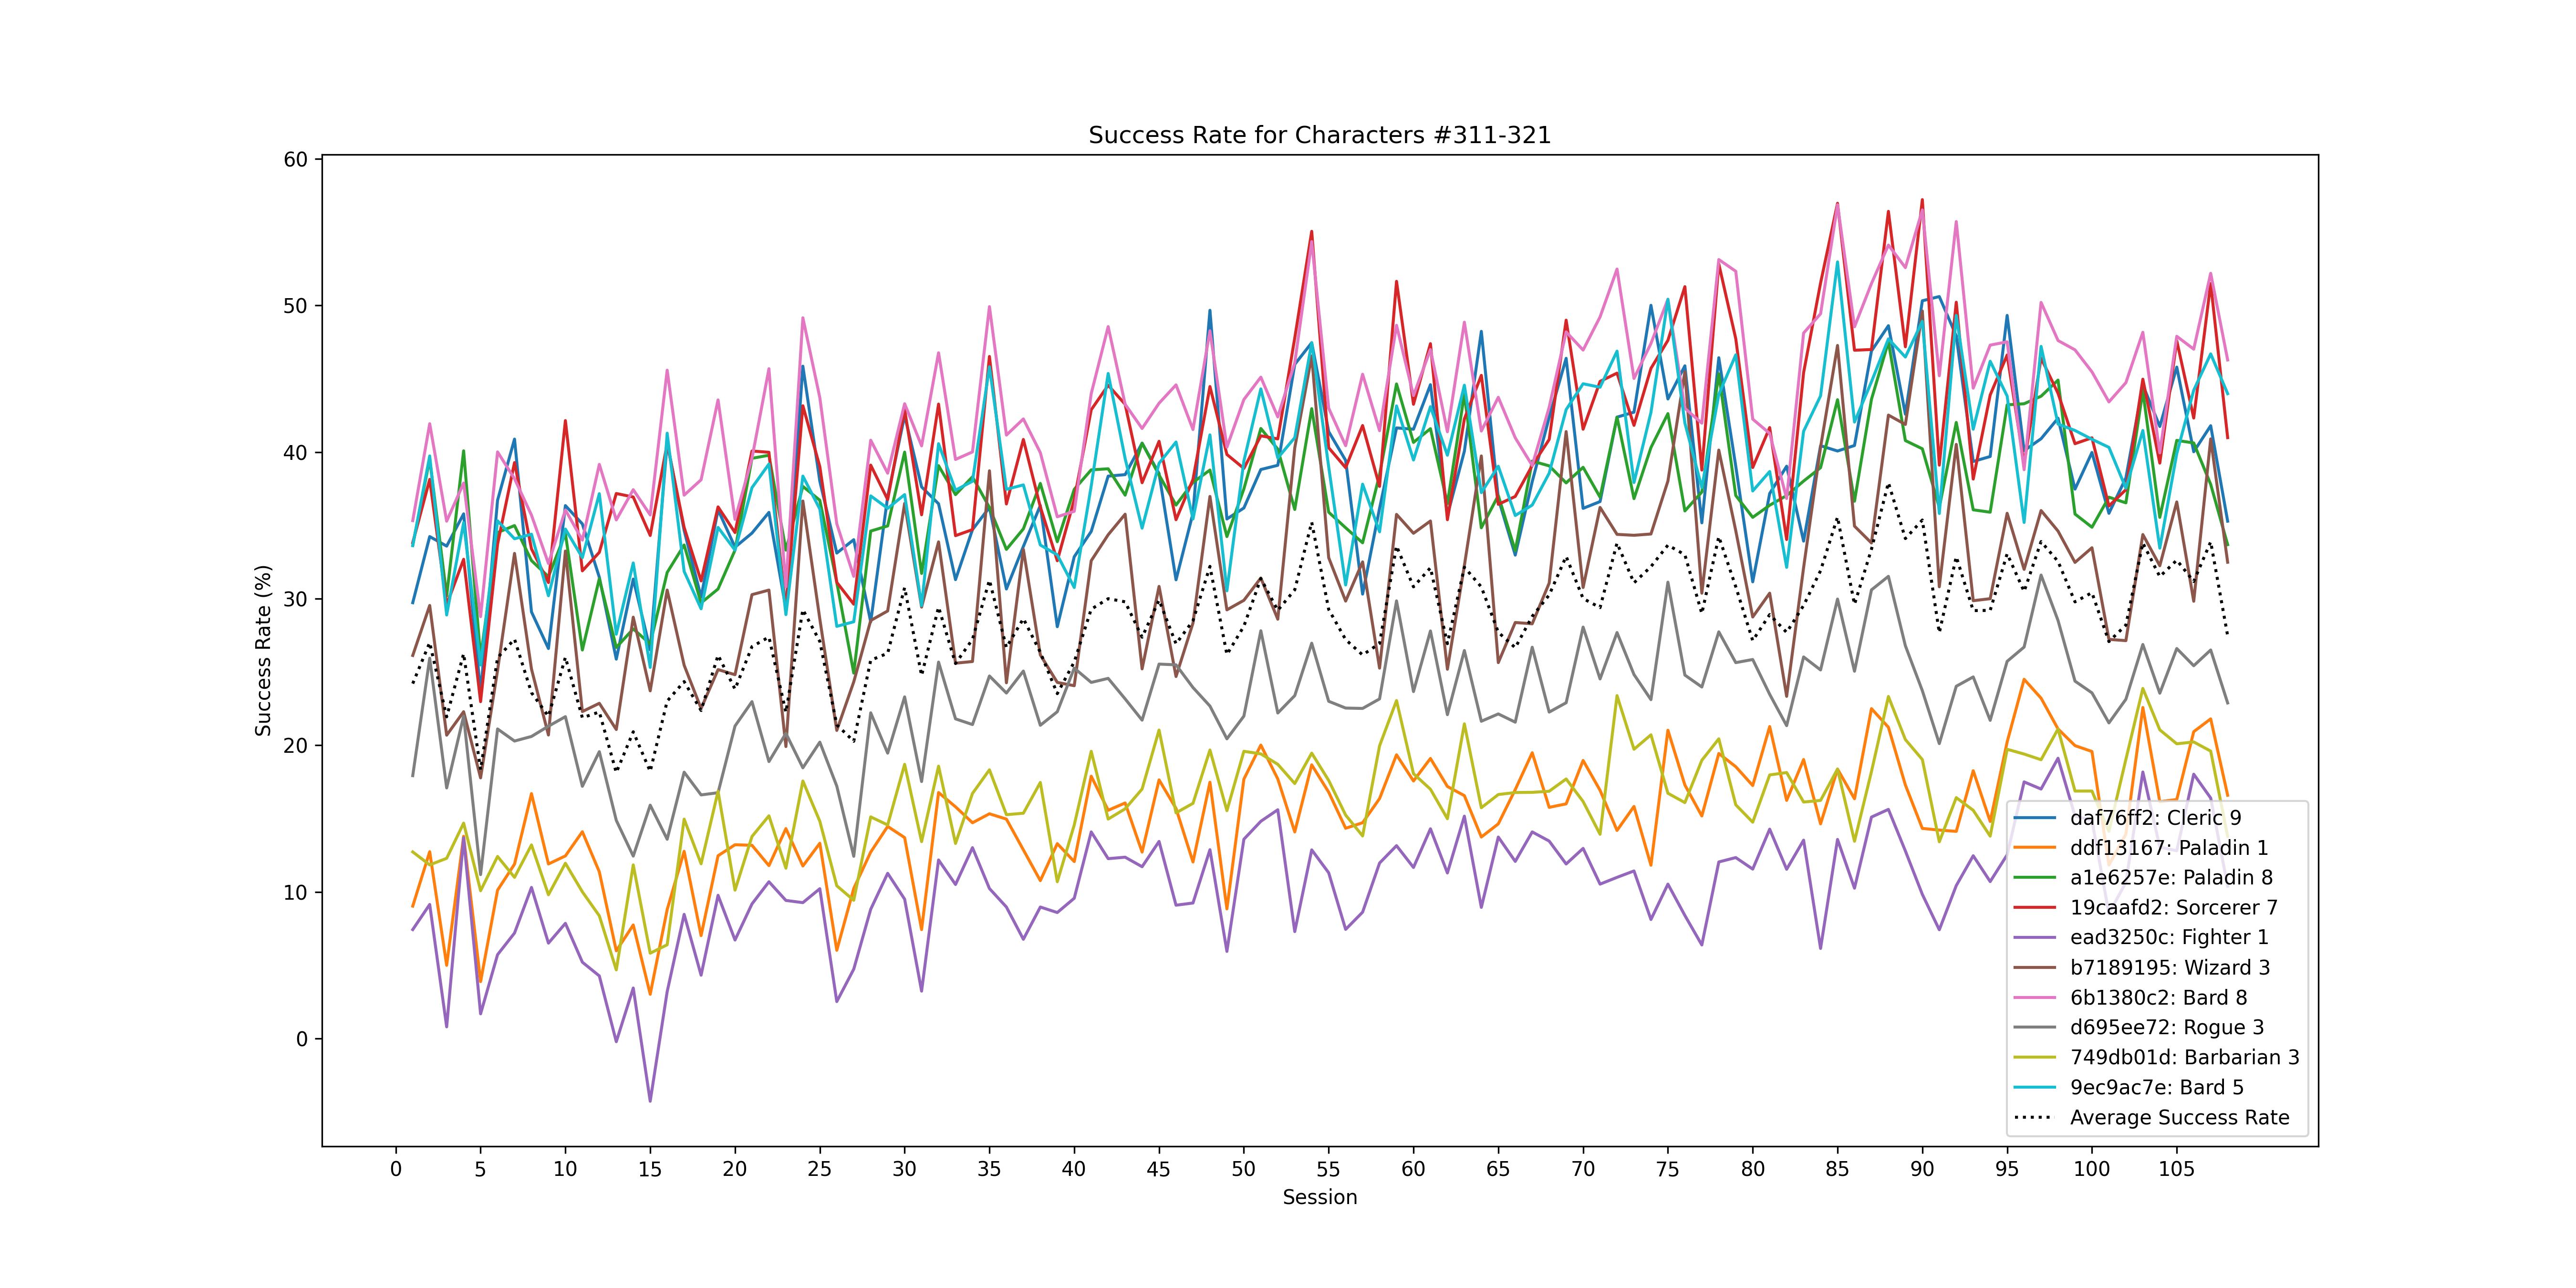 Success Rate for Characters #311-321
Success Rate (%)
60
50
40
30
20
10
0
0 5 10 15 20 25 30 35 40 45 50 55 60 65 70 75 80 85 90 95 100 105
Session
daf76ff2: Cleric 9
ddf13167: Paladin 1
a1e6257e: Paladin 8
19caafd2: Sorcerer 7
ead3250c: Fighter 1
b7189195: Wizard 3
6b1380c2: Bard 8
d695ee72: Rogue 3
749db01d: Barbarian 3
9ec9ac7e: Bard 5
Average Success Rate